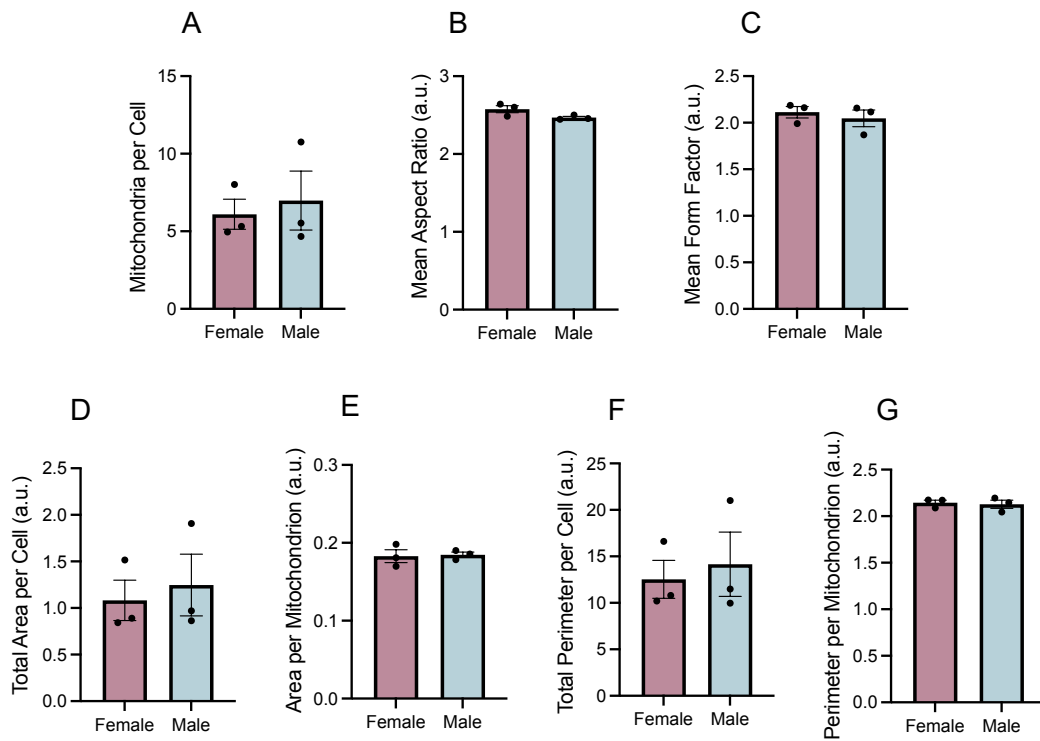 A
Mitochondria per Cell
15
10
5
0
Female
Male
B
Mean Aspect Ratio (a.u.)
3
2
1
0
Female
Male
C
Mean Form Factor (a.u.)
2.5
2.0
1.5
1.0
0.5
0.0
Female
Male
D
Total Area per Cell (a.u.)
2.5
2.0
1.5
1.0
0.5
0.0
Female
Male
E
Area per Mitochondrion (a.u.)
0.3
0.2
0.1
0.0
Female
Male
F
Total Perimeter per Cell (a.u.)
25
20
15
10
5
0
Female
Male
G
Perimeter per Mitochondrion (a.u.)
2.5
2.0
1.5
1.0
0.5
0.0
Female
Male